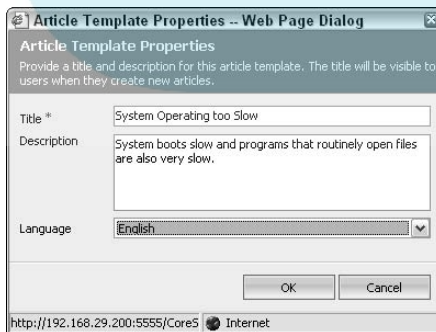 Article Template Properties -- Web Page Dialog
Article Template Properties
Provide a title and description for this article template. The title will be visible to
users when they create new articles.
Title *
System Operating too Slow
Description
System boots slow and programs that routinely open files
are also very slow.
Language
English
OK
Cancel
http://192.168.29.200:5555/CoreS
Internet